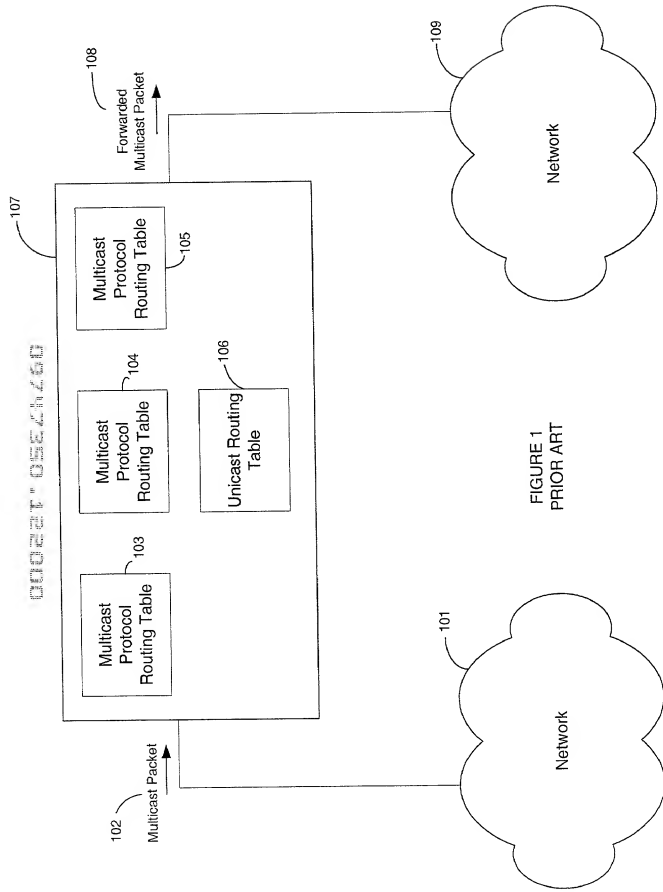 107
108
Forwarded
Multicast Packet
109
Multicast
Protocol
Routing Table
103
Multicast
Protocol
Routing Table
104
Multicast
Protocol
Routing Table
105
Unicast Routing
Table
106
102
Multicast Packet
101
Network
Network
FIGURE 1
PRIOR ART